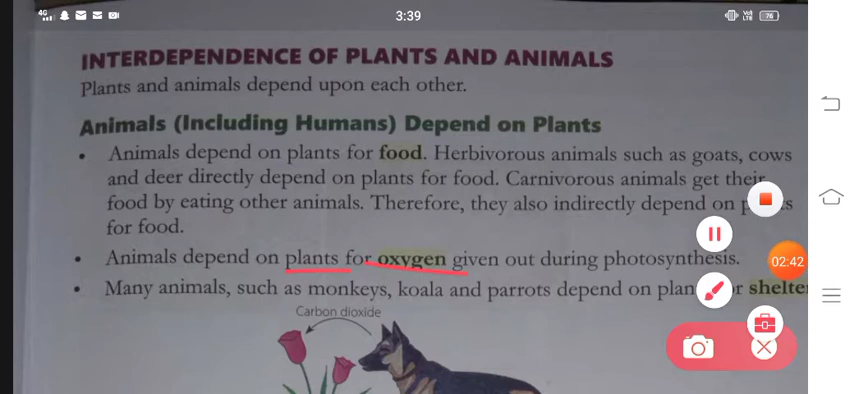 4G
3:39
VoLTE
76
INTERDEPENDENCE OF PLANTS AND ANIMALS
Plants and animals depend upon each other.
Animals (Including Humans) Depend on Plants
• Animals depend on plants for food. Herbivorous animals such as goats, cows
and deer directly depend on plants for food. Carnivorous animals get their
food by eating other animals. Therefore, they also indirectly depend on
for food.
• Animals depend on plants for oxygen given out during photosynthesis.
02:42
• Many animals, such as monkeys, koala and parrots depend on
Carbon dioxide